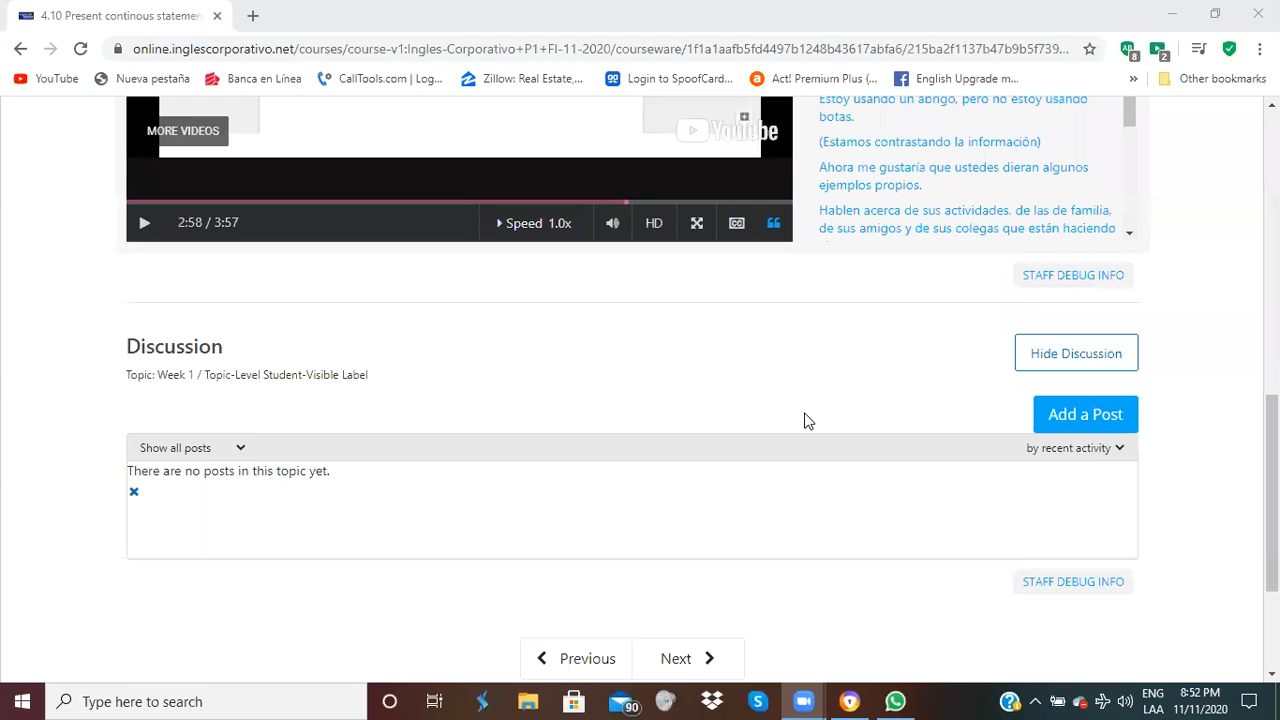 4.10 Present continous statemen
online.inglescorporativo.net/courses/course-v1:Ingles-Corporativo+P1+FI-11-2020/courseware/1f1a1aafb5fd4497b1243b43617abfa6/215ba2f1137b47b9b5f739...
8
2
YouTube
Nueva pestaña
Banca en Línea
CallTools.com | Log...
Zillow: Real Estate,...
Login to SpoofCard...
Act! Premium Plus (...
English Upgrade m...
»
Other bookmarks
MORE VIDEOS
YouTube
2:58 / 3:57
Speed 1.0x
HD
Estoy usando un abrigo, pero no estoy usando
botas.
(Estamos contrastando la información)
Ahora me gustaría que ustedes dieran algunos
ejemplos propios.
Hablen acerca de sus actividades, de las de familia,
de sus amigos y de sus colegas que están haciendo
STAFF DEBUG INFO
Discussion
Hide Discussion
Topic: Week 1 / Topic-Level Student-Visible Label
Add a Post
Show all posts
by recent activity
There are no posts in this topic yet.
STAFF DEBUG INFO
Previous
Next
Type here to search
90
ENG
LAA
8:52 PM
11/11/2020